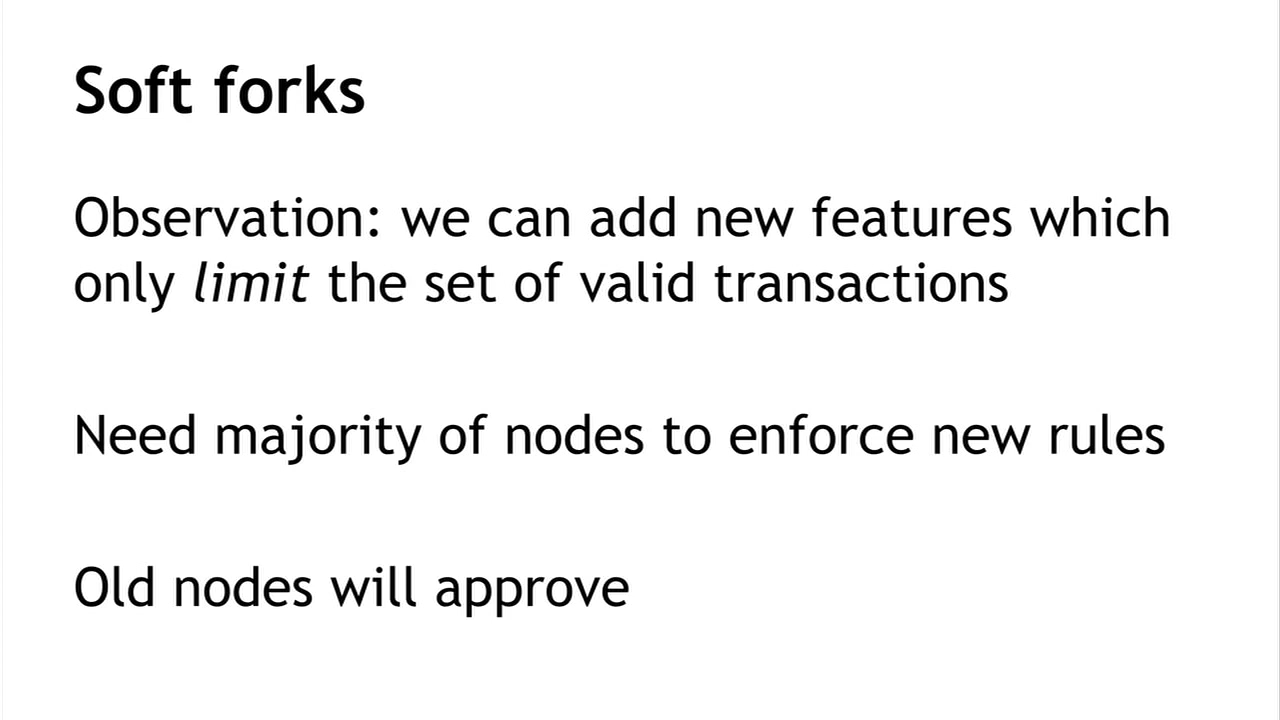 Soft forks
Observation: we can add new features which
only limit the set of valid transactions
Need majority of nodes to enforce new rules
Old nodes will approve